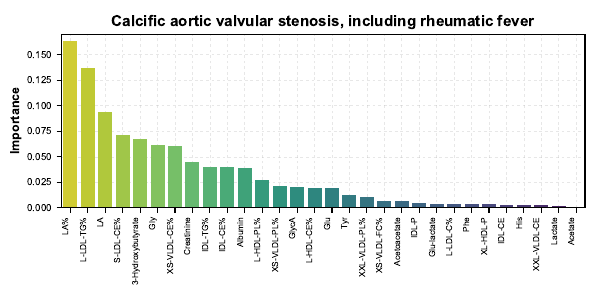 Calcific aortic valvular stenosis, including rheumatic fever
Importance
0.150
0.125
0.100
0.075
0.050
0.025
0.000
LA%
L-LDL-TG%
LA
S-LDL-CE%
3-Hydroxybutyrate
Gly
XS-VLDL-CE%
Creatinine
IDL-TG%
IDL-CE%
Albumin
L-HDL-PL%
XS-VLDL-PL%
GlycA
L-HDL-CE%
Glu
Tyr
XXL-VLDL-PL%
XS-VLDL-FC%
Acetoacetate
IDL-P
Glu-lactate
L-LDL-C%
Phe
XL-HDL-P
IDL-CE
His
XXL-VLDL-CE
Lactate
Acetate